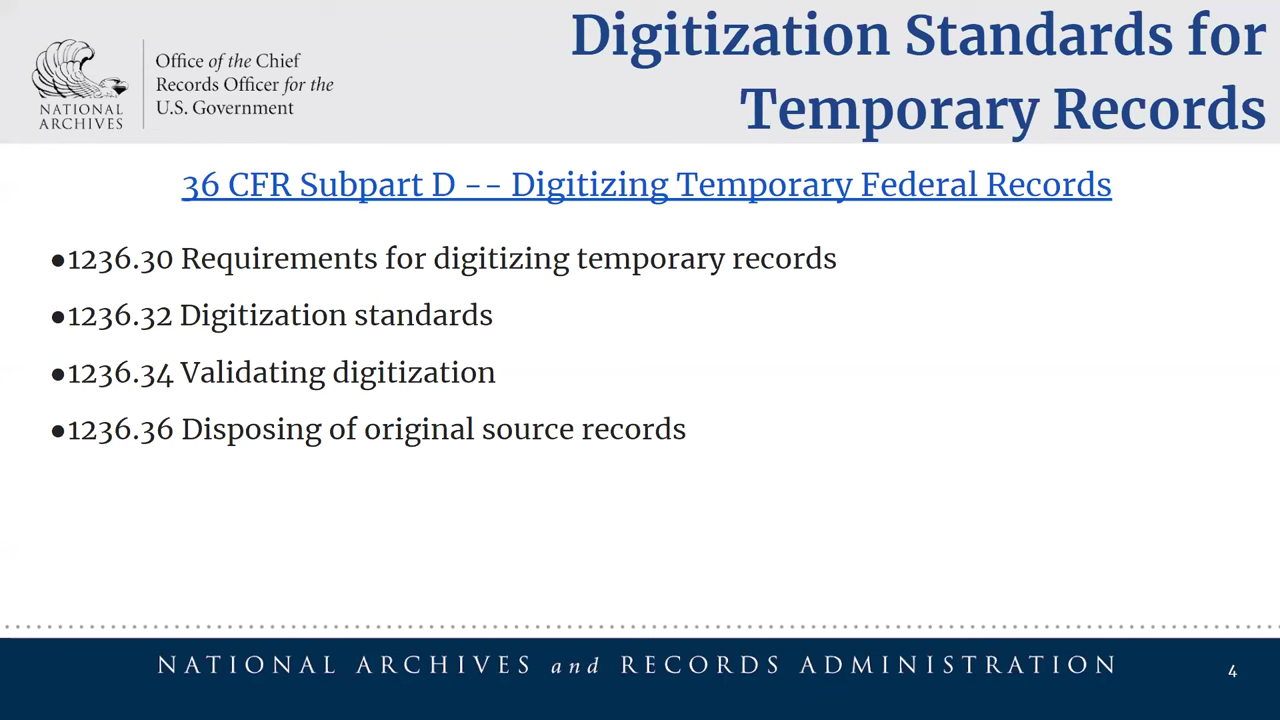 NATIONAL
ARCHIVES
Office of the Chief
Records Officer for the
U.S. Government
Digitization Standards for
Temporary Records
36 CFR Subpart D -- Digitizing Temporary Federal Records
●1236.30 Requirements for digitizing temporary records
●1236.32 Digitization standards
●1236.34 Validating digitization
●1236.36 Disposing of original source records
NATIONAL ARCHIVES and RECORDS ADMINISTRATION
4